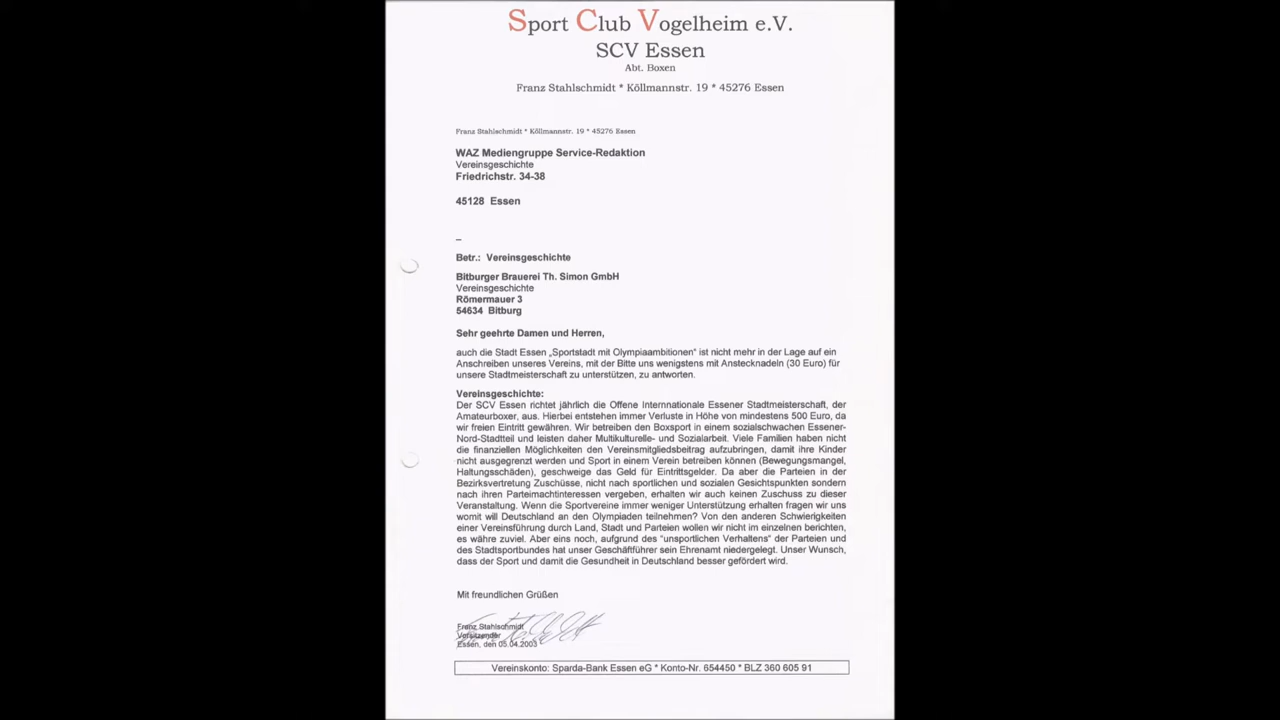 Sport Club Vogelheim e.V.
SCV Essen
Abt. Boxen
Franz Stahlschmidt * Köllmannstr. 19 * 45276 Essen
Franz Stahlschmidt * Köllmannstr. 19 * 45276 Essen
WAZ Mediengruppe Service-Redaktion
Vereinsgeschichte
Friedrichstr. 34-38
45128 Essen
–
Betr.: Vereinsgeschichte
Bitburger Brauerei Th. Simon GmbH
Vereinsgeschichte
Römermauer 3
54634 Bitburg
Sehr geehrte Damen und Herren,
auch die Stadt Essen „Sportstadt mit Olympiaambitionen" ist nicht mehr in der Lage auf ein
Anschreiben unseres Vereins, mit der Bitte uns wenigstens mit Anstecknadeln (30 Euro) für
unsere Stadtmeisterschaft zu unterstützen, zu antworten.
Vereinsgeschichte:
Der SCV Essen richtet jährlich die Offene Internnationale Essener Stadtmeisterschaft, der
Amateurboxer, aus. Hierbei entstehen immer Verluste in Höhe von mindestens 500 Euro, da
wir freien Eintritt gewähren. Wir betreiben den Boxsport in einem sozialschwachen Essener-
Nord-Stadtteil und leisten daher Multikulturelle- und Sozialarbeit. Viele Familien haben nicht
die finanziellen Möglichkeiten den Vereinsmitgliedsbeitrag aufzubringen, damit ihre Kinder
nicht ausgegrenzt werden und Sport in einem Verein betreiben können (Bewegungsmangel,
Haltungsschäden), geschweige das Geld für Eintrittsgelder. Da aber die Parteien in der
Bezirksvertretung Zuschüsse, nicht nach sportlichen und sozialen Gesichtspunkten sondern
nach ihren Parteimachtinteressen vergeben, erhalten wir auch keinen Zuschuss zu dieser
Veranstaltung. Wenn die Sportvereine immer weniger Unterstützung erhalten fragen wir uns
womit will Deutschland an den Olympiaden teilnehmen? Von den anderen Schwierigkeiten
einer Vereinsführung durch Land, Stadt und Parteien wollen wir nicht im einzelnen berichten,
es währe zuviel. Aber eins noch, aufgrund des "unsportlichen Verhaltens" der Parteien und
des Stadtsportbundes hat unser Geschäftführer sein Ehrenamt niedergelegt. Unser Wunsch,
dass der Sport und damit die Gesundheit in Deutschland besser gefördert wird.
Mit freundlichen Grüßen
Franz Stahlschmidt
Vorsitzender
Essen, den 05.04.2003
Vereinskonto: Sparda-Bank Essen eG * Konto-Nr. 654450 * BLZ 360 605 91